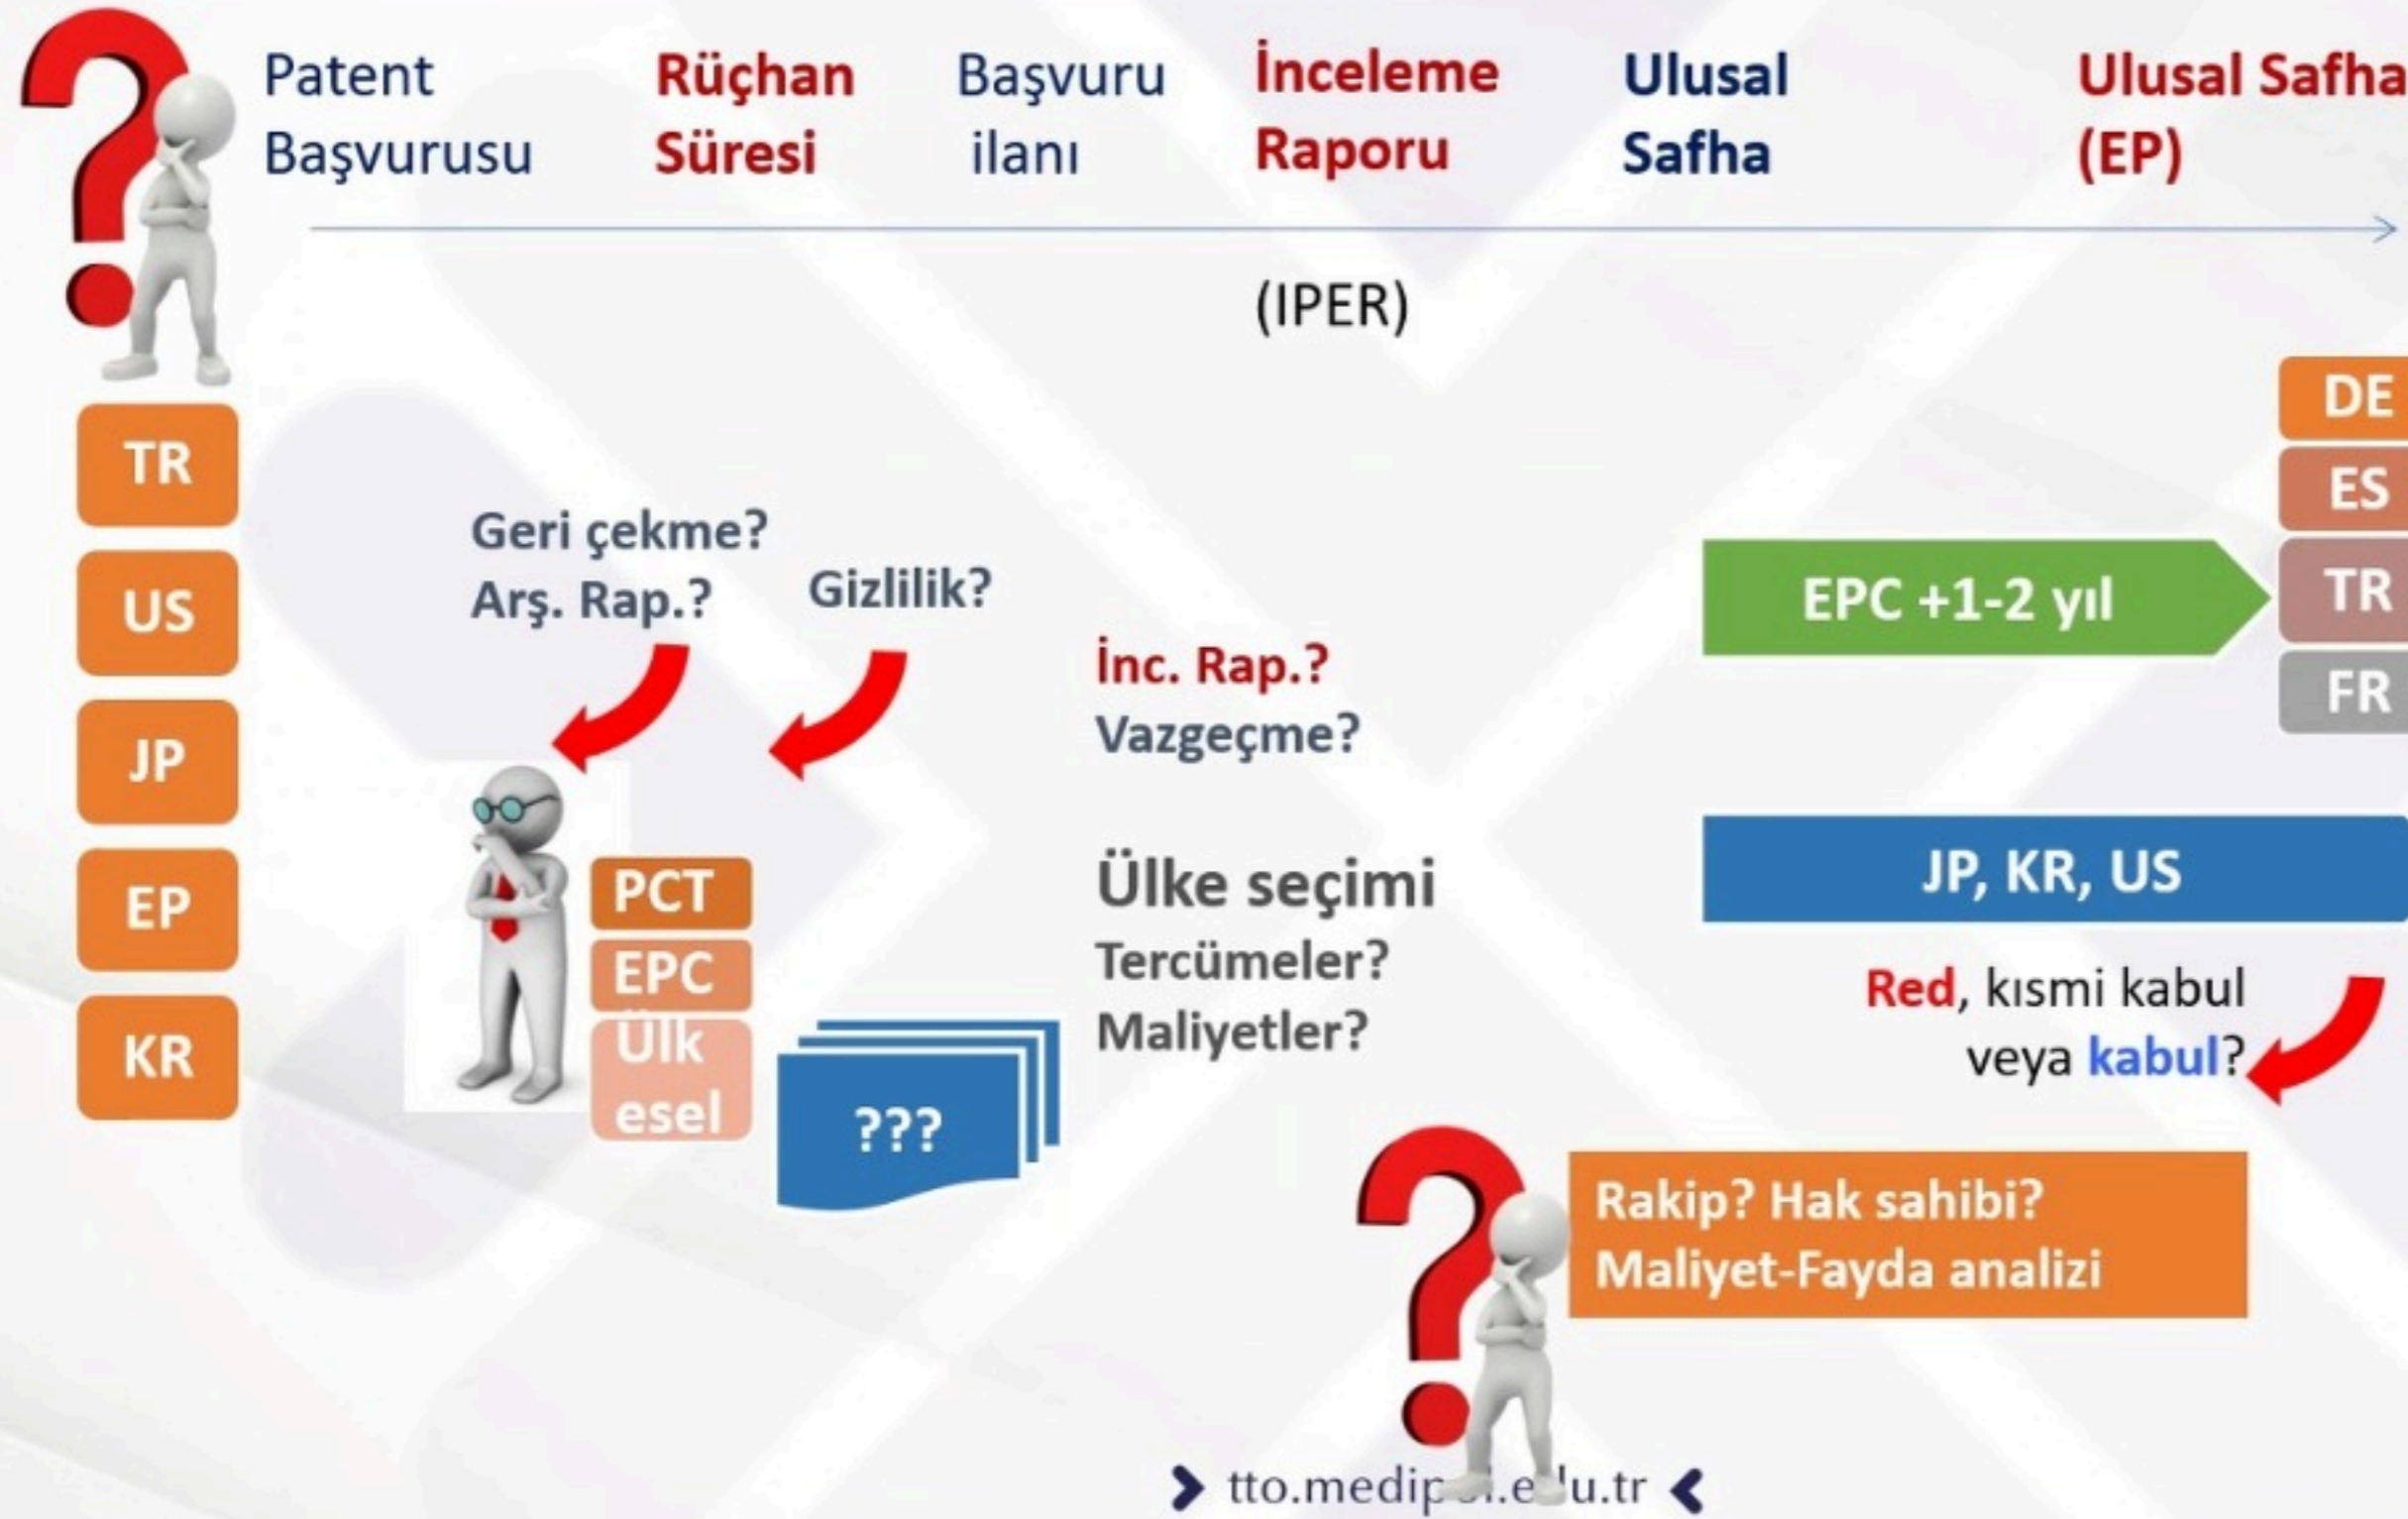 Patent
Başvurusu
Rüçhan
Süresi
Başvuru
ilanı
İnceleme
Raporu
Ulusal
Safha
Ulusal Safha
(EP)
(IPER)
TR
US
JP
EP
KR
Geri çekme?
Arş. Rap.?
Gizlilik?
PCT
EPC
Ülk
esel
???
İnc. Rap.?
Vazgeçme?
Ülke seçimi
Tercümeler?
Maliyetler?
EPC +1-2 yıl
DE
ES
TR
FR
JP, KR, US
Red, kısmi kabul
veya kabul?
Rakip? Hak sahibi?
Maliyet-Fayda analizi